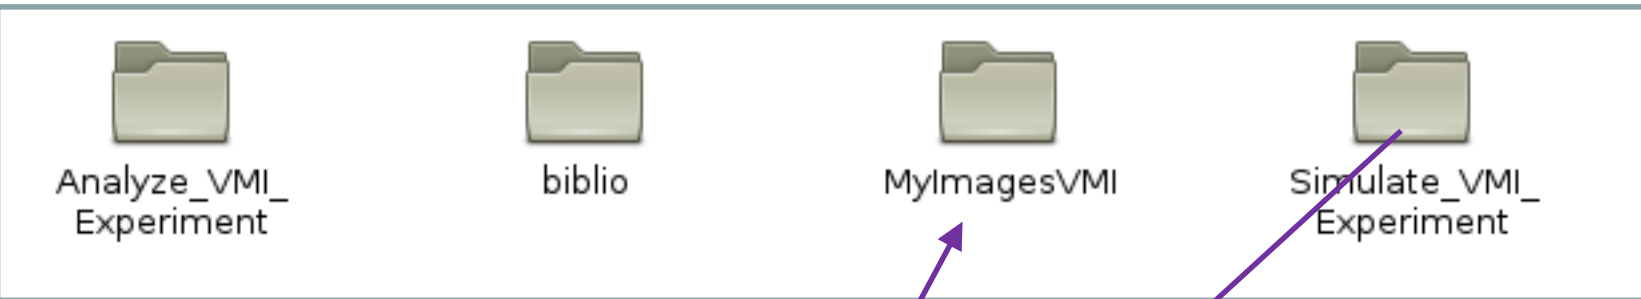 Analyze_VMI_
Experiment
biblio
MyImagesVMI
Simulate_VMI_
Experiment